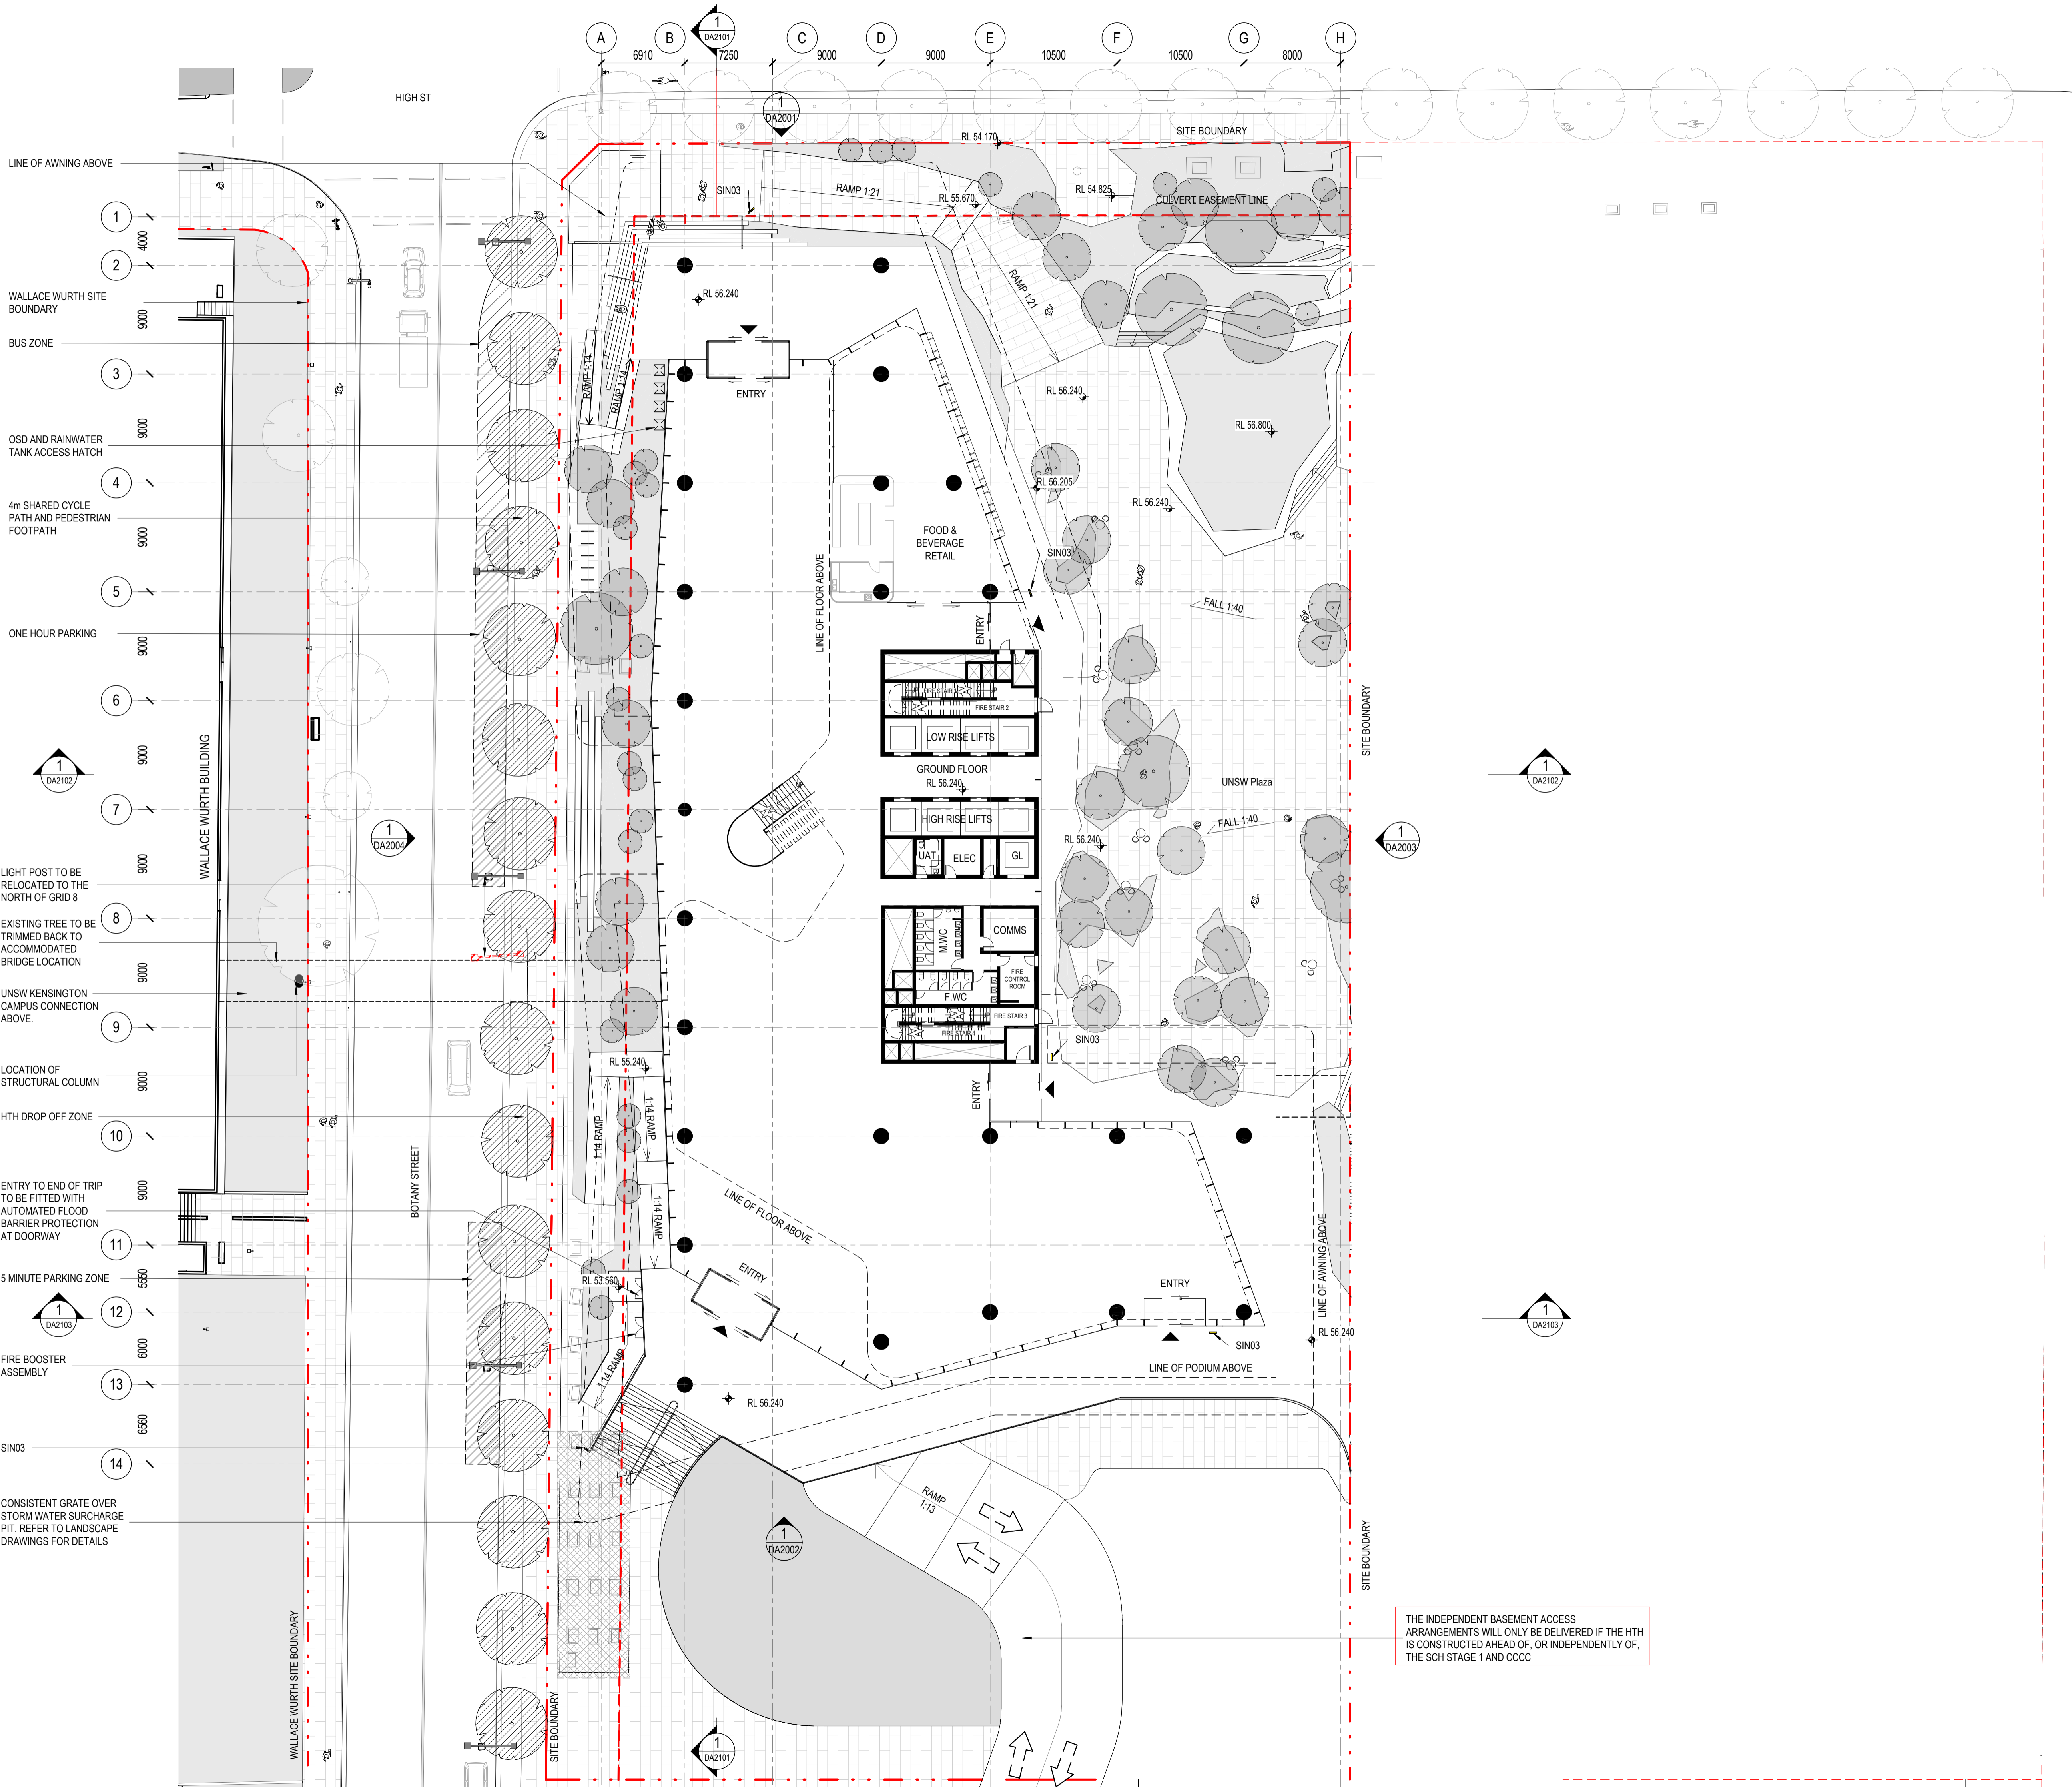 A
B
C
D
E
F
G
H
1
DA2101
6910
7250
9000
9000
10500
10500
8000
HIGH ST
1
DA2001
SITE BOUNDARY
RL 54.170
LINE OF AWNING ABOVE
SIN03
RAMP 1:21
RL 55.670
RL 54.825
CULVERT EASEMENT LINE
1
4000
2
RAMP 1:21
WALLACE WURTH SITE
BOUNDARY
RL 56.240
9000
BUS ZONE
3
RAMP 1:14
RAMP 1:14
ENTRY
RL 56.240
9000
OSD AND RAINWATER
TANK ACCESS HATCH
RL 56.800
4
RL 56.205
4m SHARED CYCLE
PATH AND PEDESTRIAN
FOOTPATH
RL 56.240
9000
FOOD &
BEVERAGE
RETAIL
SIN03
LINE OF FLOOR ABOVE
5
FALL 1:40
ONE HOUR PARKING
9000
ENTRY
6
FIRE STAIR 1
FIRE STAIR 2
SITE BOUNDARY
LOW RISE LIFTS
9000
1
DA2102
GROUND FLOOR
RL 56.240
UNSW Plaza
1
DA2102
WALLACE WURTH BUILDING
7
HIGH RISE LIFTS
FALL 1:40
1
DA2004
RL 56.240
1
DA2003
9000
UAT
ELEC
GL
LIGHT POST TO BE
RELOCATED TO THE
NORTH OF GRID 8
8
EXISTING TREE TO BE
TRIMMED BACK TO
ACCOMMODATED
BRIDGE LOCATION
M.WC
COMMS
9000
FIRE
CONTROL
ROOM
UNSW KENSINGTON
CAMPUS CONNECTION
ABOVE.
F.WC
9
FIRE STAIR 3
FIRE STAIR 4
SIN03
RL 55.240
LOCATION OF
STRUCTURAL COLUMN
9000
ENTRY
HTH DROP OFF ZONE
1:14 RAMP
1:14 RAMP
10
BOTANY STREET
ENTRY TO END OF TRIP
TO BE FITTED WITH
AUTOMATED FLOOD
BARRIER PROTECTION
AT DOORWAY
9000
1:14 RAMP
LINE OF FLOOR ABOVE
11
LINE OF AWNING ABOVE
5 MINUTE PARKING ZONE
5550
RL 53.560
ENTRY
ENTRY
1
DA2103
12
1
DA2103
RL 56.240
SIN03
6000
FIRE BOOSTER
ASSEMBLY
1:14 RAMP
LINE OF PODIUM ABOVE
13
RL 56.240
6560
SIN03
14
RAMP
1:13
CONSISTENT GRATE OVER
STORM WATER SURCHARGE
PIT. REFER TO LANDSCAPE
DRAWINGS FOR DETAILS
1
DA2002
SITE BOUNDARY
THE INDEPENDENT BASEMENT ACCESS
ARRANGEMENTS WILL ONLY BE DELIVERED IF THE HTH
IS CONSTRUCTED AHEAD OF, OR INDEPENDENTLY OF,
THE SCH STAGE 1 AND CCCC
WALLACE WURTH SITE BOUNDARY
SITE BOUNDARY
1
DA2101